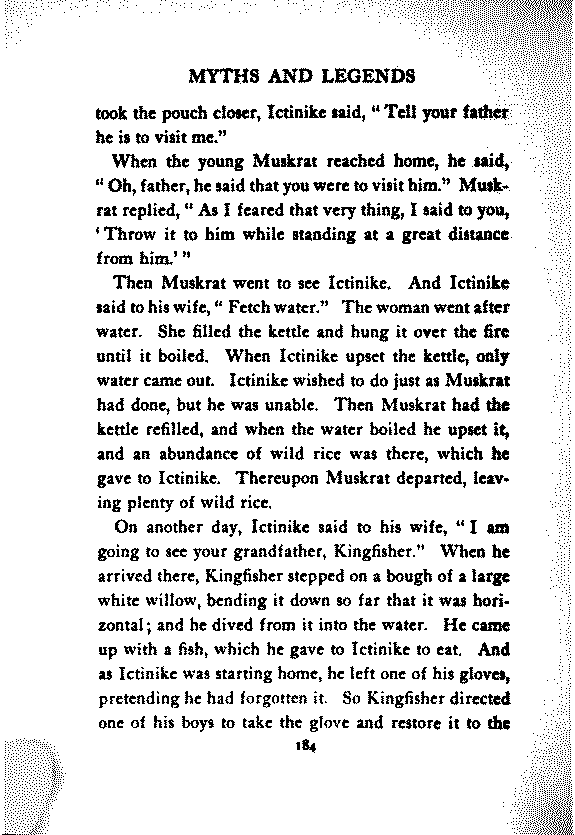 MYTHS AND LEGENDS
took the pouch closer, Ictinike said, “ Tell your father
he is to visit me.”
When the young Muskrat reached home, he said,
“ Oh, father, he said that you were to visit him.” Musk-
rat replied, “ As I feared that very thing, I said to you,
‘ Throw it to him while standing at a great distance
from him.’ ”
Then Muskrat went to see Ictinike. And Ictinike
said to his wife, “ Fetch water.” The woman went after
water. She filled the kettle and hung it over the fire
until it boiled. When Ictinike upset the kettle, only
water came out. Ictinike wished to do just as Muskrat
had done, but he was unable. Then Muskrat had the
kettle refilled, and when the water boiled he upset it,
and an abundance of wild rice was there, which he
gave to Ictinike. Thereupon Muskrat departed, leav-
ing plenty of wild rice.
On another day, Ictinike said to his wife, “ I am
going to see your grandfather, Kingfisher.” When he
arrived there, Kingfisher stepped on a bough of a large
white willow, bending it down so far that it was hori-
zontal ; and he dived from it into the water. He came
up with a fish, which he gave to Ictinike to eat. And
as Ictinike was starting home, he left one of his gloves,
pretending he had forgotten it. So Kingfisher directed
one of his boys to take the glove and restore it to the
184